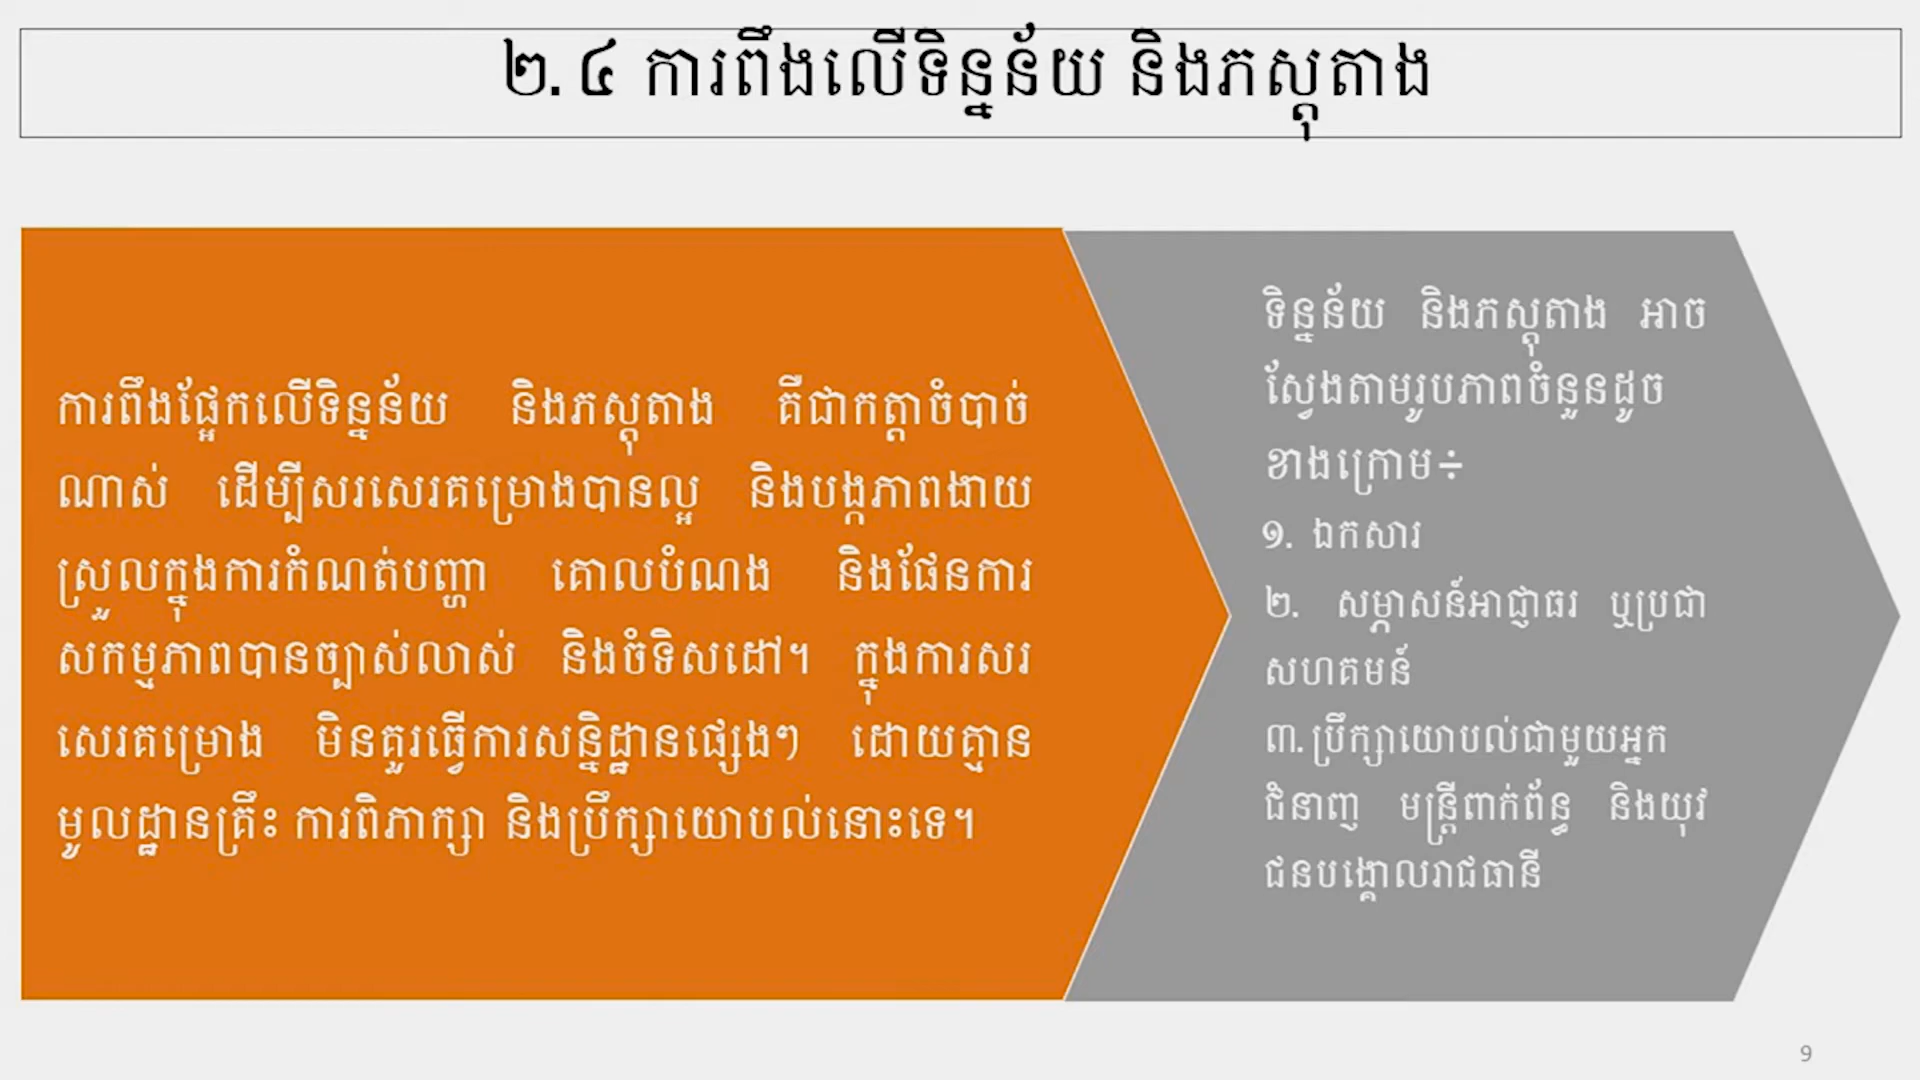 ២.៤ ការពឹងលើទិន្នន័យ និងភស្តុតាង
ការពឹងផ្អែកលើទិន្នន័យ និងភស្តុតាង គឺជាកត្តាចំបាច់
ណាស់ ដើម្បីសរសេរគម្រោងបានល្អ និងបង្កភាពងាយ
ស្រួលក្នុងការកំណត់បញ្ហា គោលបំណង និងផែនការ
សកម្មភាពបានច្បាស់លាស់ និងចំទិសដៅ។ ក្នុងការសរ
សេរគម្រោង មិនគួរធ្វើការសន្និដ្ឋានផ្សេងៗ ដោយគ្មាន
មូលដ្ឋានគ្រឹះ ការពិភាក្សា និងប្រឹក្សាយោបល់នោះទេ។
ទិន្នន័យ និងភស្តុតាង អាច
ស្វែងតាមរូបភាពចំនួនដូច
ខាងក្រោម÷
១. ឯកសារ
២. សម្ភាសន៍អាជ្ញាធរ ឬប្រជា
សហគមន៍
៣. ប្រឹក្សាយោបល់ជាមួយអ្នក
ជំនាញ មន្ត្រីពាក់ព័ន្ធ និងយុវ
ជនបង្គោលរាជធានី
9